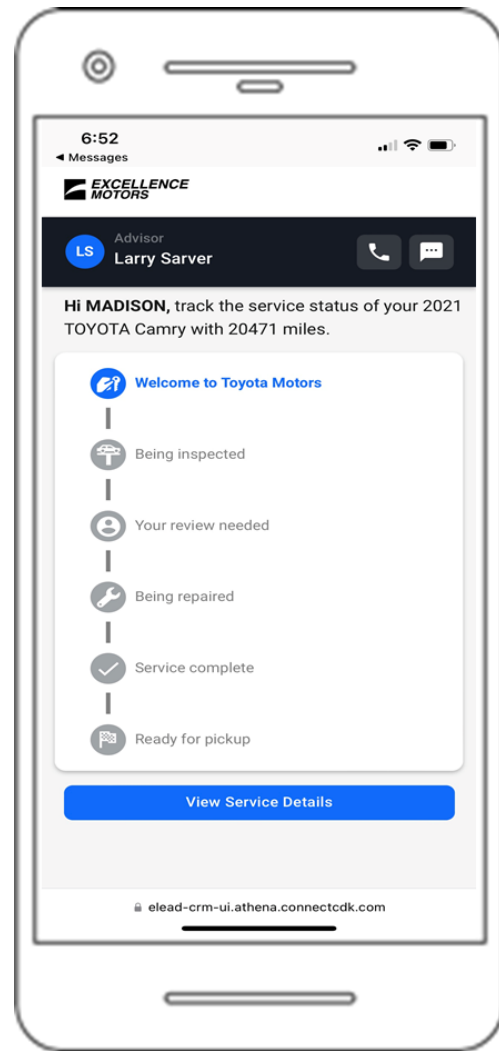 6:52
◀ Messages
EXCELLENCE
MOTORS
LS
Advisor
Larry Sarver
Hi MADISON, track the service status of your 2021
TOYOTA Camry with 20471 miles.
Welcome to Toyota Motors
Being inspected
Your review needed
Being repaired
Service complete
Ready for pickup
View Service Details
elead-crm-ui.athena.connectcdk.com